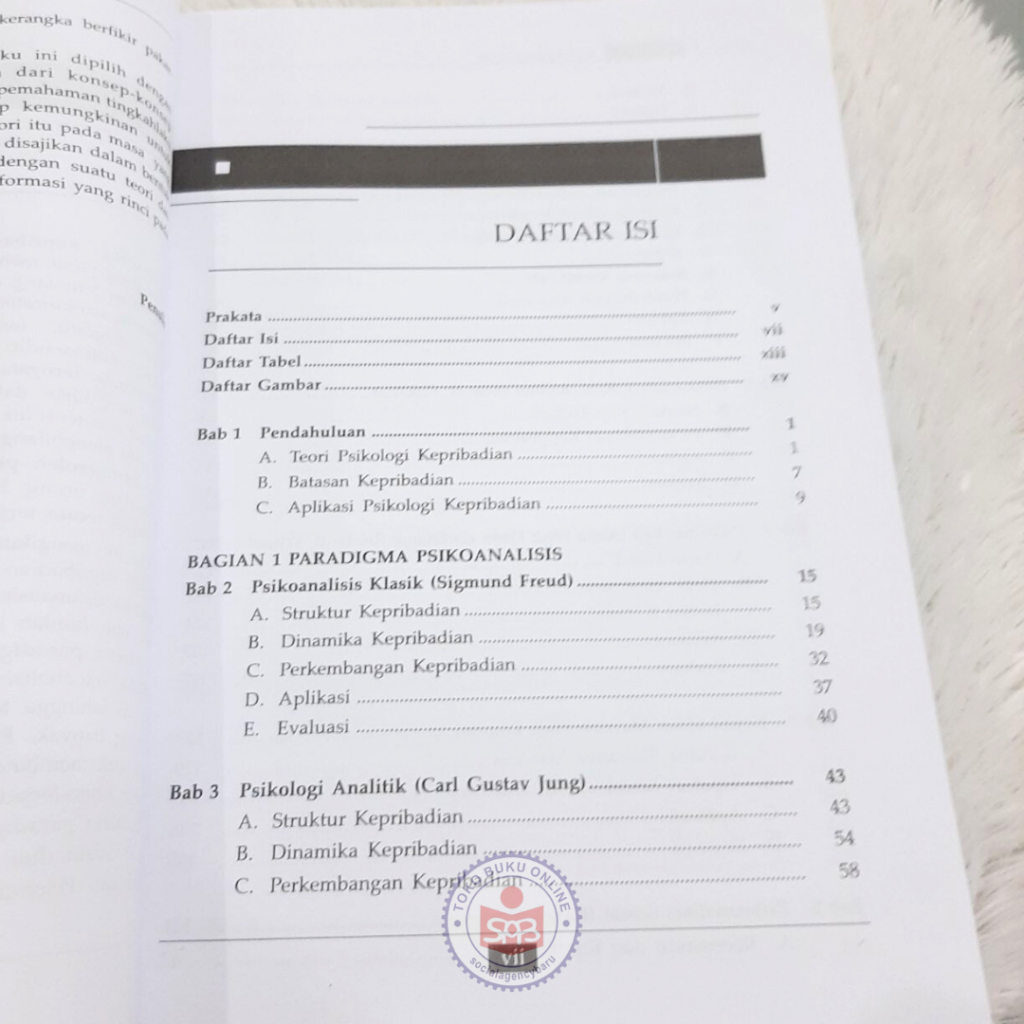 kerangka berfikir
ku ini dipilih
dari konsep-konsep
pemahaman
p kemungkinan
ori itu pada masa
disajikan dalam
dengan suatu teori
formasi yang rinci
DAFTAR ISI
Prakata ........ v
Daftar Isi ........ vii
Daftar Tabel ........ xiii
Daftar Gambar ........ xv
Bab 1 Pendahuluan ........ 1
A. Teori Psikologi Kepribadian ........ 1
B. Batasan Kepribadian ........ 7
C. Aplikasi Psikologi Kepribadian ........ 9
BAGIAN 1 PARADIGMA PSIKOANALISIS
Bab 2 Psikoanalisis Klasik (Sigmund Freud) ........ 15
A. Struktur Kepribadian ........ 15
B. Dinamika Kepribadian ........ 19
C. Perkembangan Kepribadian ........ 32
D. Aplikasi ........ 37
E. Evaluasi ........ 40
Bab 3 Psikologi Analitik (Carl Gustav Jung) ........ 43
A. Struktur Kepribadian ........ 43
B. Dinamika Kepribadian ........ 54
C. Perkembangan Kepribadian ........ 58
TOKO BUKU ONLINE
SAB
vii
socialagencybaru